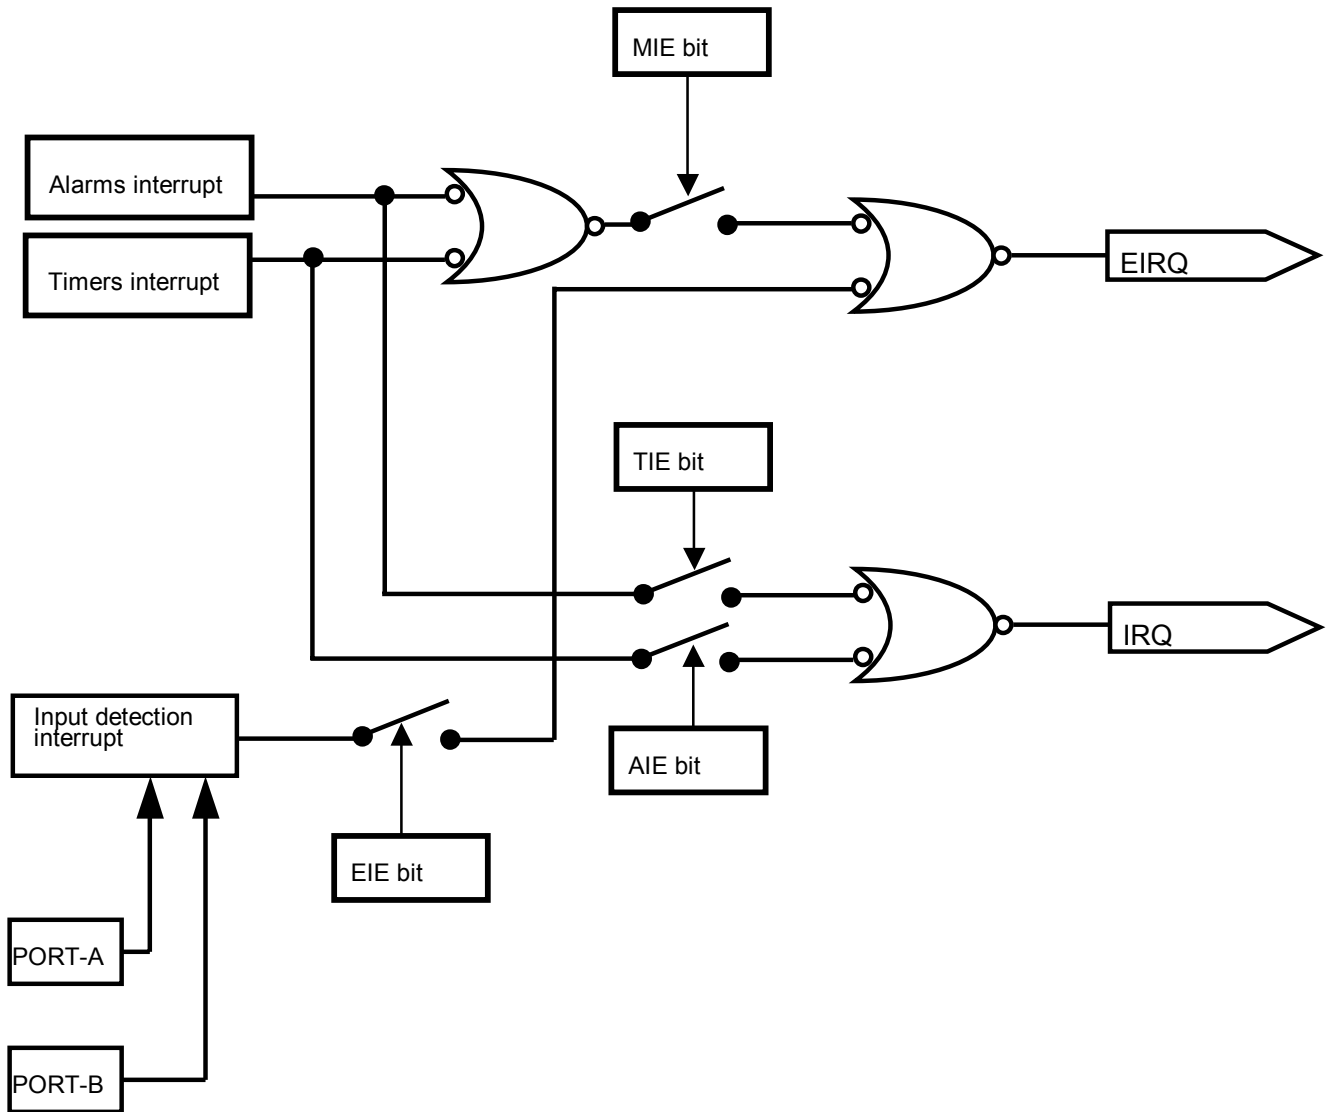 MIE bit
Alarms interrupt
Timers interrupt
EIRQ
TIE bit
IRQ
Input detection
interrupt
AIE bit
EIE bit
PORT-A
PORT-B